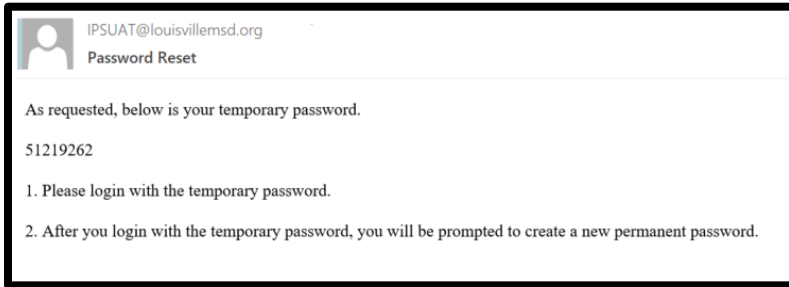 IPSUAT@louisvillemsd.org
Password Reset
As requested, below is your temporary password.
51219262
1. Please login with the temporary password.
2. After you login with the temporary password, you will be prompted to create a new permanent password.